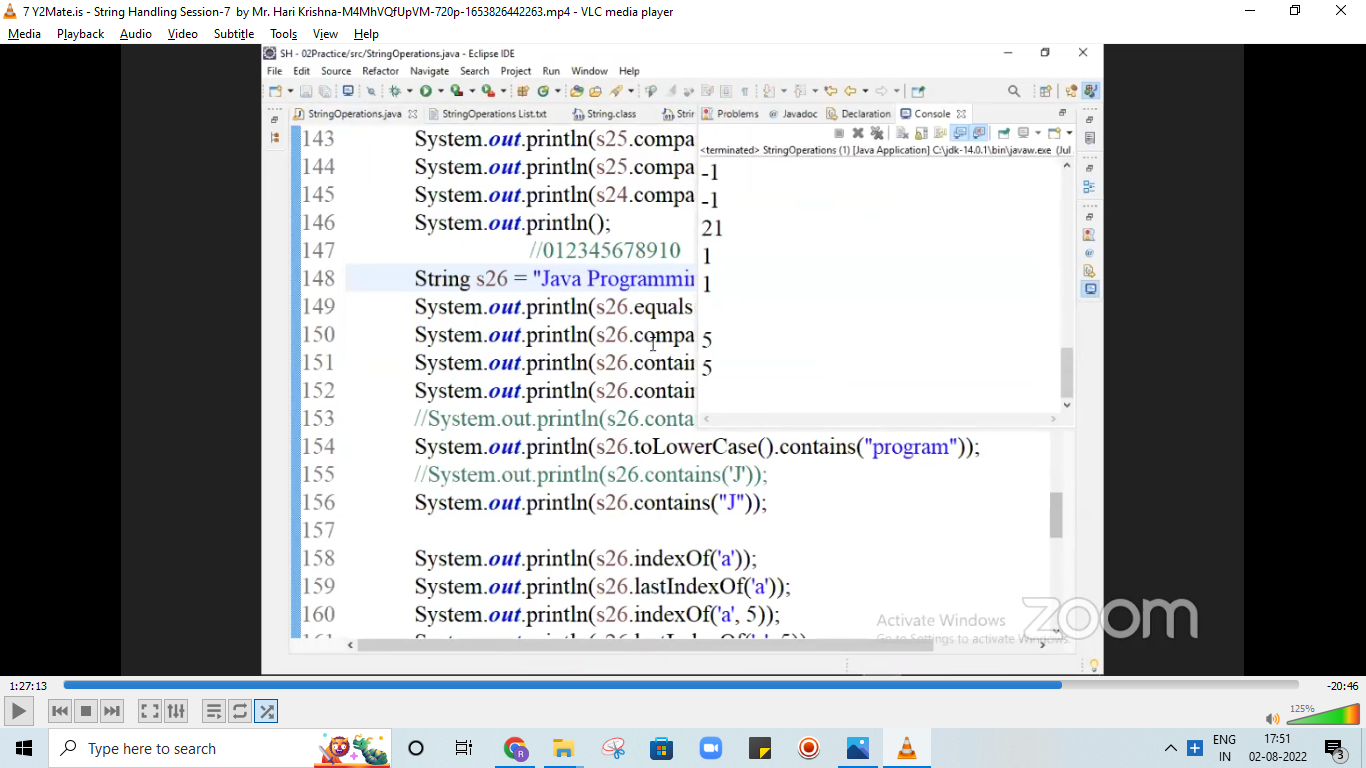 7 Y2Mate.is - String Handling Session-7 by Mr. Hari Krishna-M4MhVQfUpVM-720p-1653826442263.mp4 - VLC media player
Media Playback Audio Video Subtitle Tools View Help
SH - 02Practice/src/StringOperations.java - Eclipse IDE
File Edit Source Refactor Navigate Search Project Run Window Help
StringOperations.java StringOperations List.txt String.class Stri Problems @ Javadoc Declaration Console
<terminated> StringOperations (1) [Java Application] C:\jdk-14.0.1\bin\javaw.exe (Jul
143 System.out.println(s25.compa
144 System.out.println(s25.compa
145 System.out.println(s24.compa
146 System.out.println();
147 //012345678910
148 String s26 = "Java Programmin
149 System.out.println(s26.equals
150 System.out.println(s26.compa
151 System.out.println(s26.contain
152 System.out.println(s26.contain
153 //System.out.println(s26.conta
154 System.out.println(s26.toLowerCase().contains("program"));
155 //System.out.println(s26.contains('J'));
156 System.out.println(s26.contains("J"));
157
158 System.out.println(s26.indexOf('a'));
159 System.out.println(s26.lastIndexOf('a'));
160 System.out.println(s26.indexOf('a', 5));
-1
-1
21
1
1
5
5
Activate Windows
Go to Settings to activate Windows.
zoom
1:27:13
-20:46
125%
Type here to search
ENG
IN
17:51
02-08-2022
3